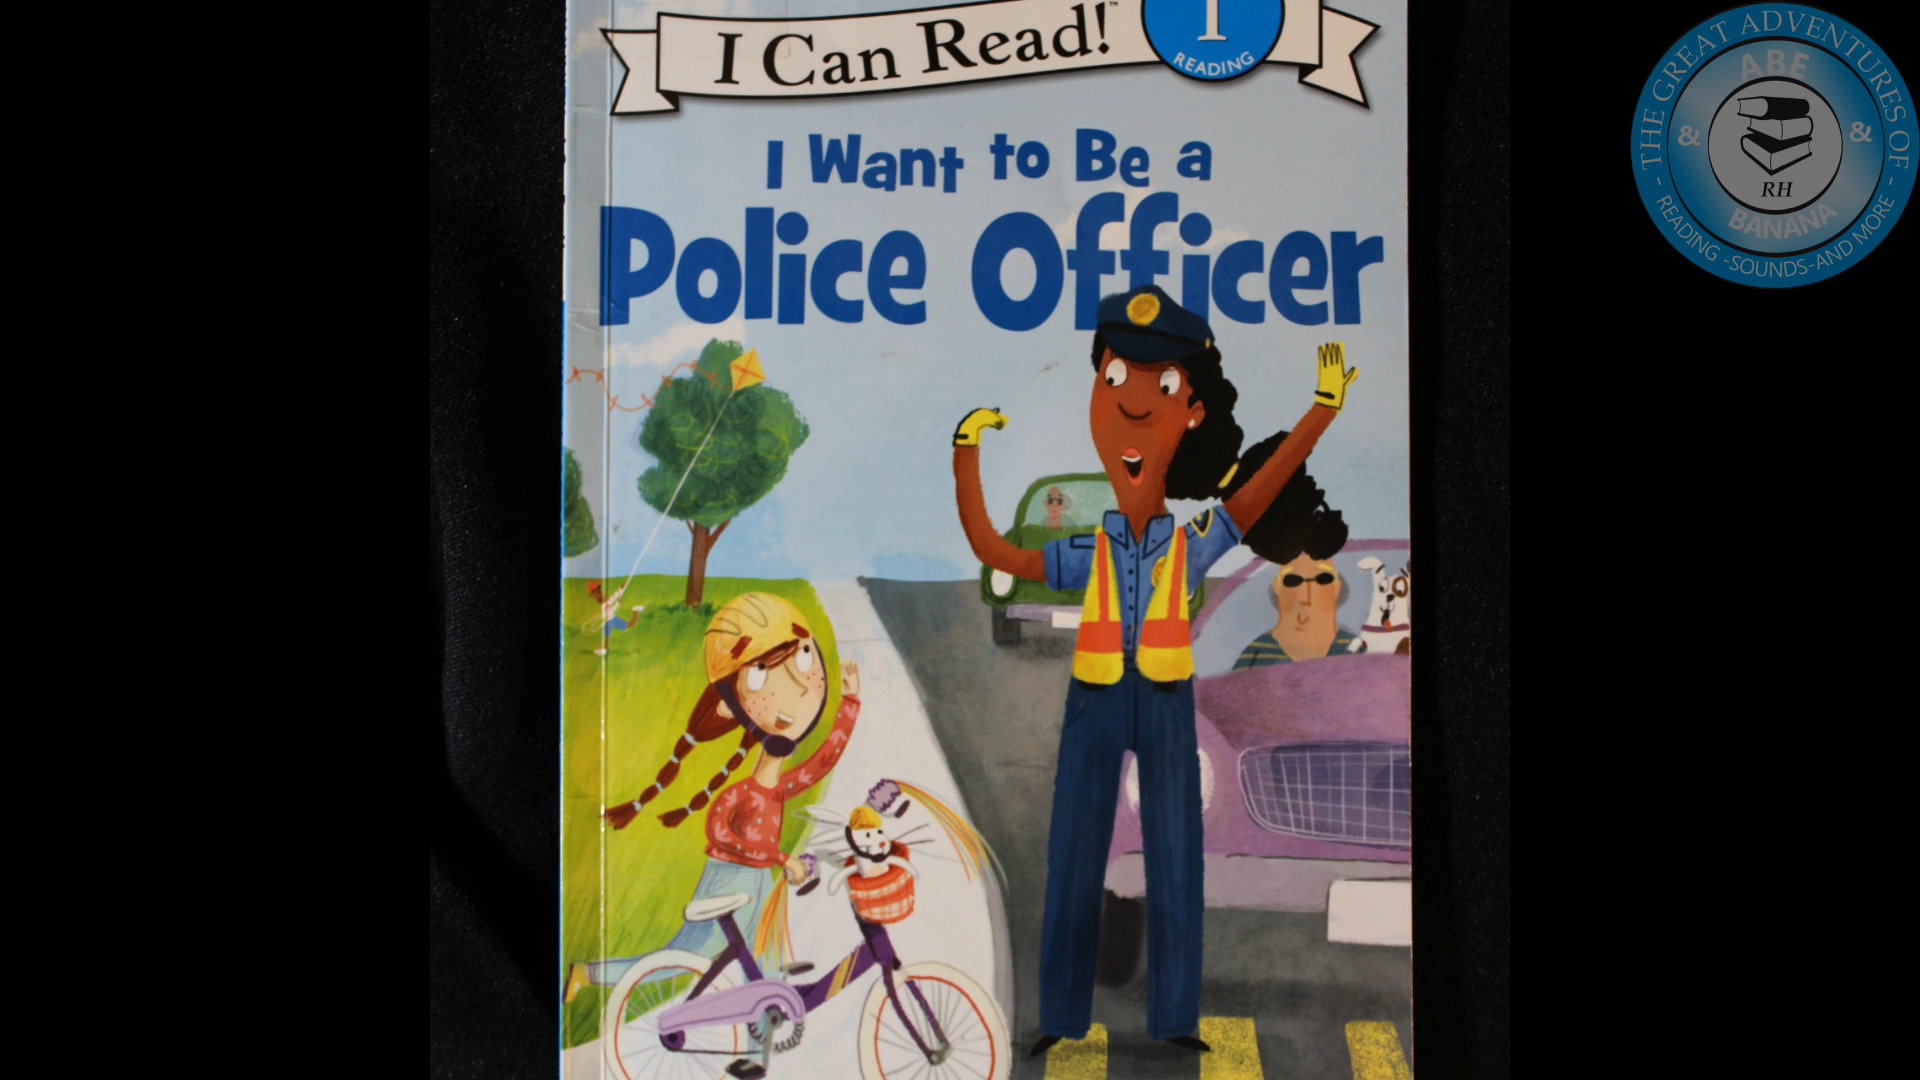 I Can Read!™
1
READING
I Want to Be a
Police Officer
THE GREAT ADVENTURES OF
ABE
& &
RH
BANANA
- READING - SOUNDS - AND MORE -